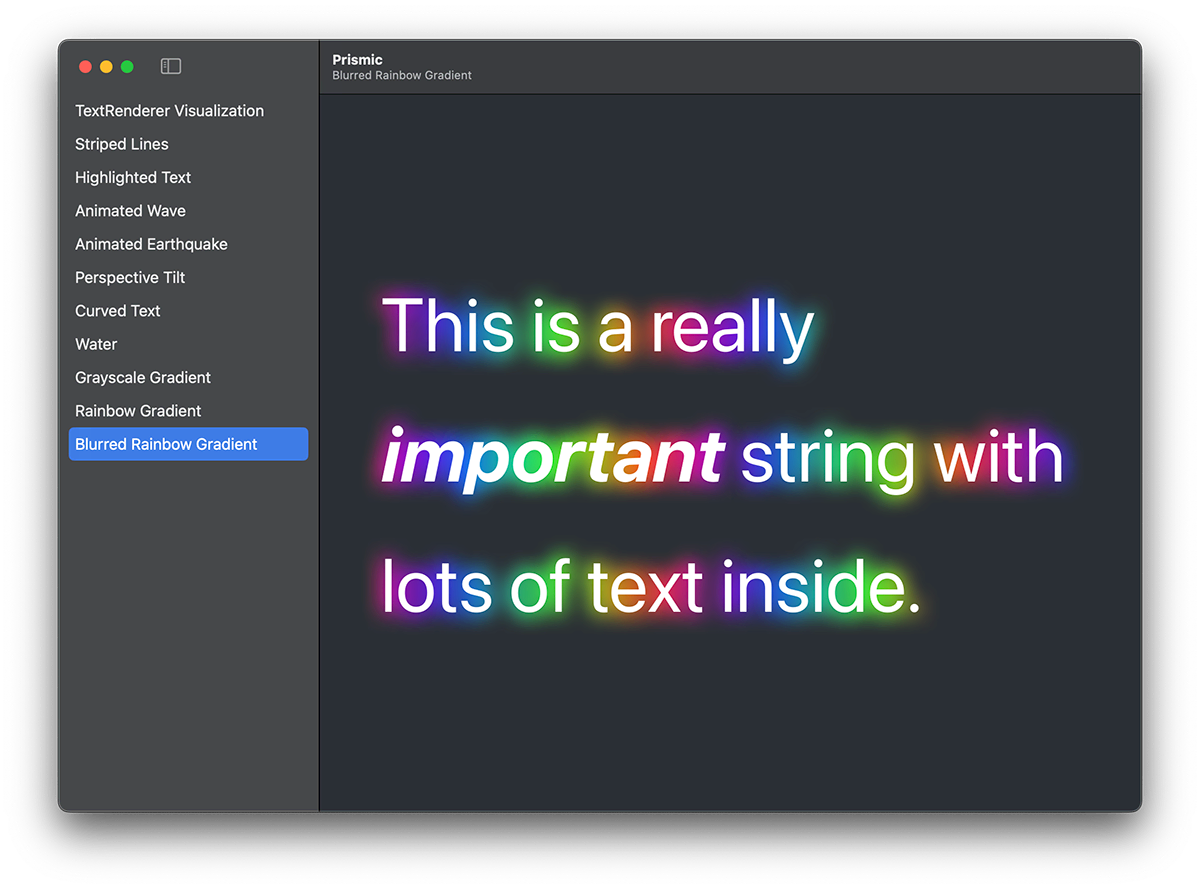 Prismic
Blurred Rainbow Gradient
TextRenderer Visualization
Striped Lines
Highlighted Text
Animated Wave
Animated Earthquake
Perspective Tilt
Curved Text
Water
Grayscale Gradient
Rainbow Gradient
Blurred Rainbow Gradient
This is a really
important string with
lots of text inside.